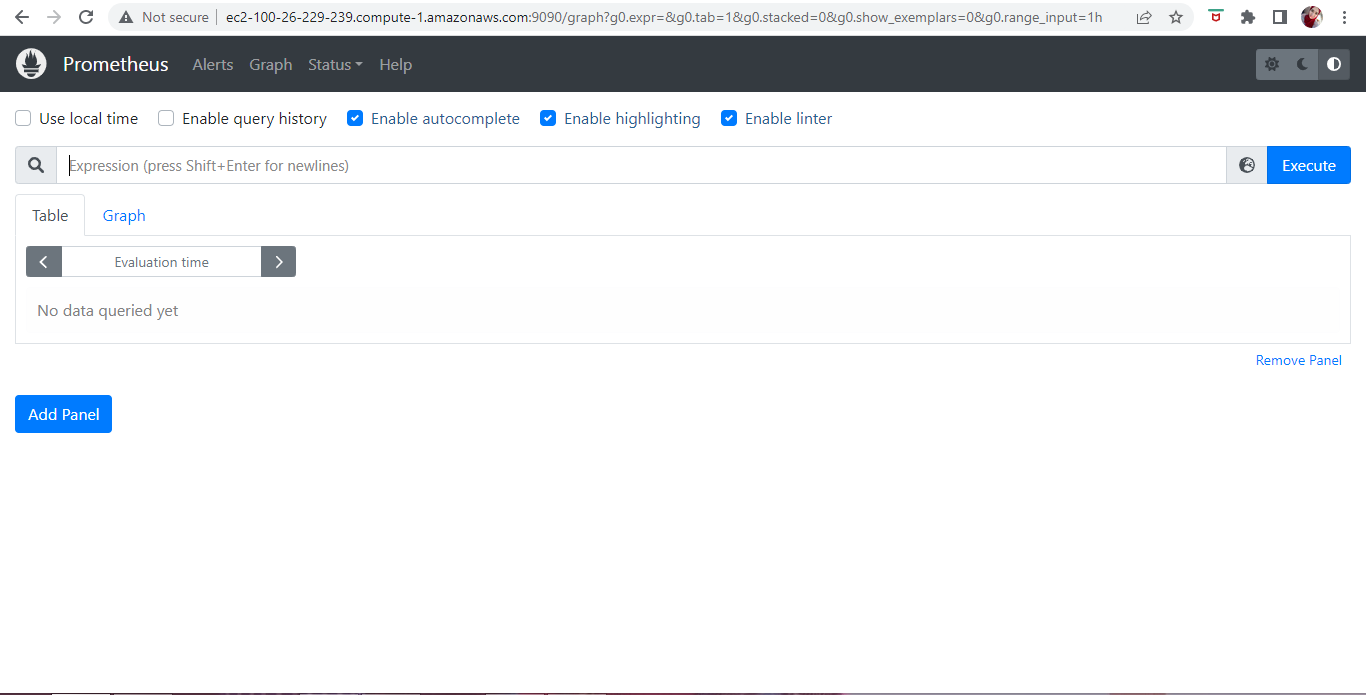 Not secure ec2-100-26-229-239.compute-1.amazonaws.com:9090/graph?g0.expr=&g0.tab=1&g0.stacked=0&g0.show_exemplars=0&g0.range_input=1h
Prometheus Alerts Graph Status Help
Use local time Enable query history Enable autocomplete Enable highlighting Enable linter
Expression (press Shift+Enter for newlines) Execute
Table Graph
Evaluation time
No data queried yet
Remove Panel
Add Panel